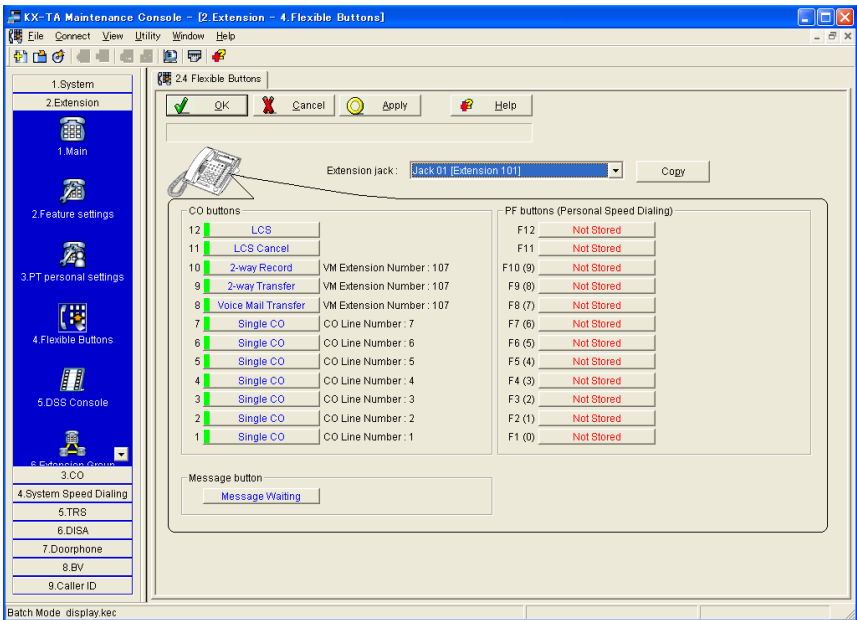 KX-TA Maintenance Console - [2.Extension - 4.Flexible Buttons]
File Connect View Utility Window Help
1.System
2.Extension
1.Main
2.Feature settings
3.PT personal settings
4.Flexible Buttons
5.DSS Console
6.Extension Group
3.CO
4.System Speed Dialing
5.TRS
6.DISA
7.Doorphone
8.BV
9.Caller ID
2.4 Flexible Buttons
OK Cancel Apply Help
Extension jack : Jack 01 [Extension 101] Copy
CO buttons
12 LCS
11 LCS Cancel
10 2-way Record VM Extension Number : 107
9 2-way Transfer VM Extension Number : 107
8 Voice Mail Transfer VM Extension Number : 107
7 Single CO CO Line Number : 7
6 Single CO CO Line Number : 6
5 Single CO CO Line Number : 5
4 Single CO CO Line Number : 4
3 Single CO CO Line Number : 3
2 Single CO CO Line Number : 2
1 Single CO CO Line Number : 1
PF buttons (Personal Speed Dialing)
F12 Not Stored
F11 Not Stored
F10 (9) Not Stored
F9 (8) Not Stored
F8 (7) Not Stored
F7 (6) Not Stored
F6 (5) Not Stored
F5 (4) Not Stored
F4 (3) Not Stored
F3 (2) Not Stored
F2 (1) Not Stored
F1 (0) Not Stored
Message button
Message Waiting
Batch Mode display.kec